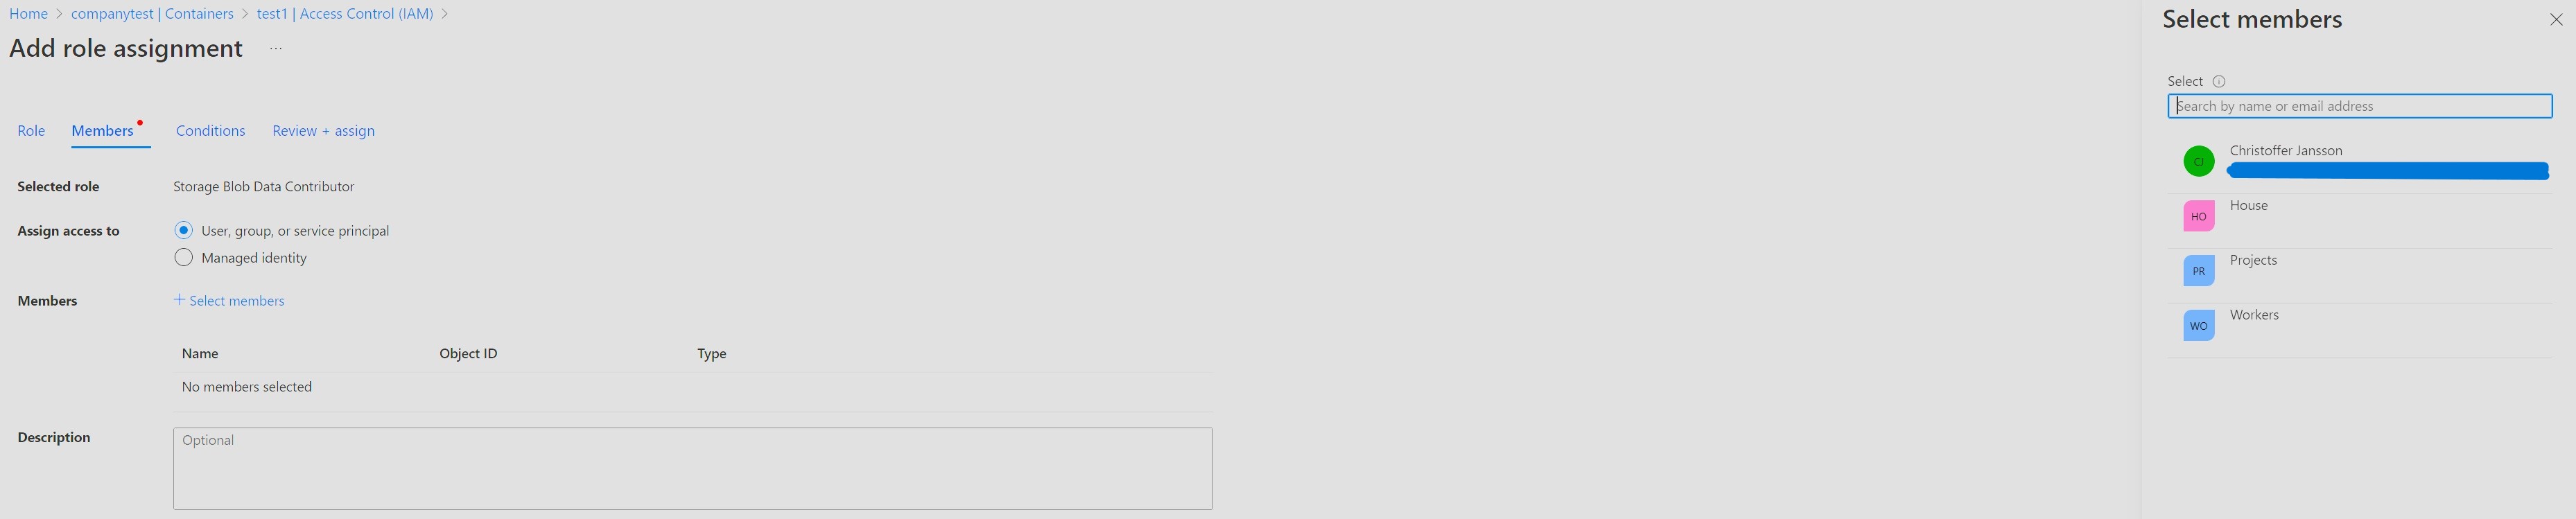 Home > companytest | Containers > test1 | Access Control (IAM) >
Add role assignment ...
Role Members Conditions Review + assign
Selected role Storage Blob Data Contributor
Assign access to User, group, or service principal
Managed identity
Members + Select members
Name Object ID Type
No members selected
Description Optional
Select members
Select
Search by name or email address
CJ Christoffer Jansson
HO House
PR Projects
WO Workers